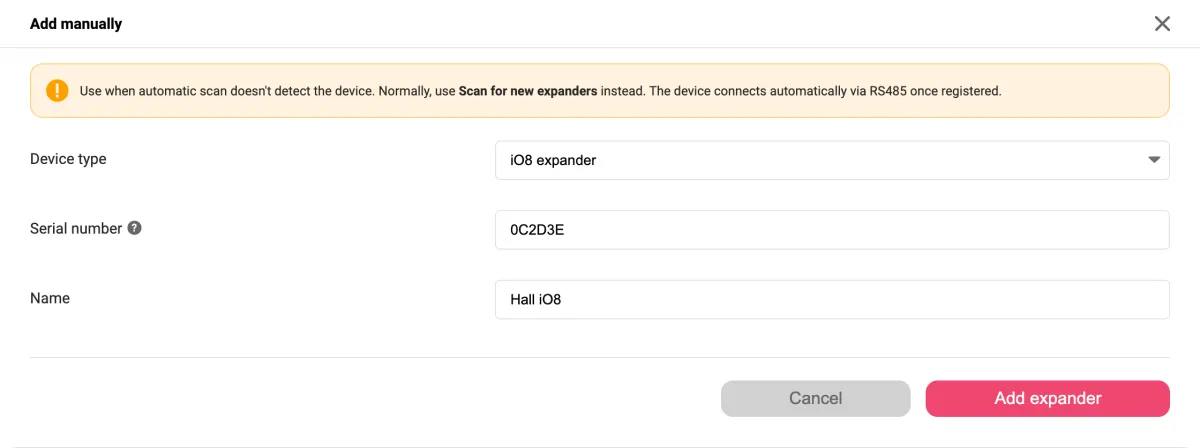 Add manually
Use when automatic scan doesn't detect the device. Normally, use Scan for new expanders instead. The device connects automatically via RS485 once registered.
Device type
iO8 expander
Serial number
0C2D3E
Name
Hall iO8
Cancel
Add expander